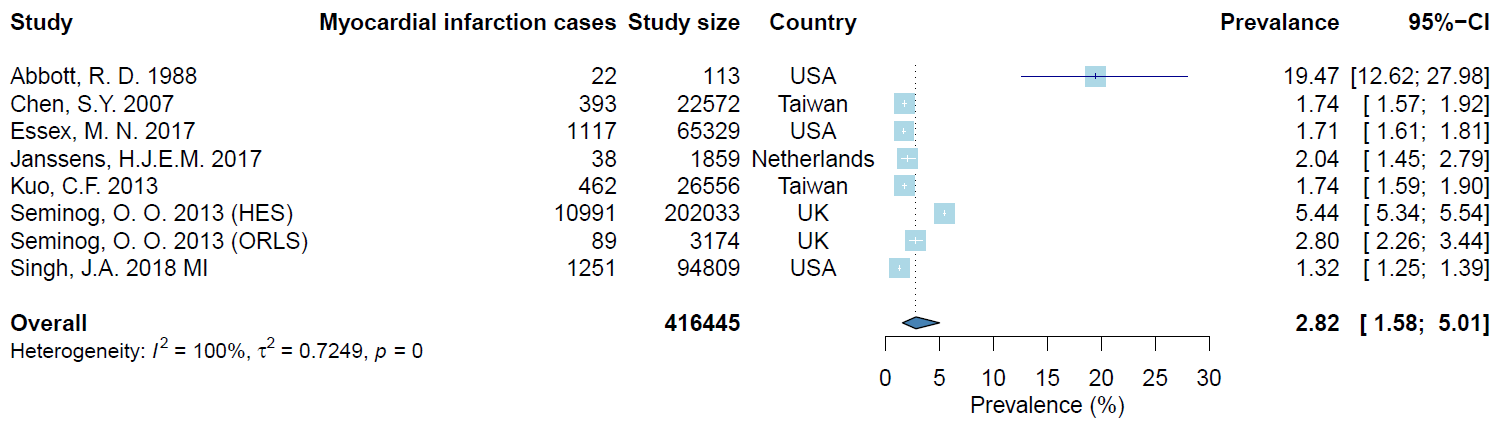 Study Myocardial infarction cases Study size Country Prevalance 95%−CI
Abbott, R. D. 1988 22 113 USA 19.47 [12.62; 27.98]
Chen, S.Y. 2007 393 22572 Taiwan 1.74 [ 1.57; 1.92]
Essex, M. N. 2017 1117 65329 USA 1.71 [ 1.61; 1.81]
Janssens, H.J.E.M. 2017 38 1859 Netherlands 2.04 [ 1.45; 2.79]
Kuo, C.F. 2013 462 26556 Taiwan 1.74 [ 1.59; 1.90]
Seminog, O. O. 2013 (HES) 10991 202033 UK 5.44 [ 5.34; 5.54]
Seminog, O. O. 2013 (ORLS) 89 3174 UK 2.80 [ 2.26; 3.44]
Singh, J.A. 2018 MI 1251 94809 USA 1.32 [ 1.25; 1.39]
Overall 416445 2.82 [ 1.58; 5.01]
Heterogeneity: I² = 100%, τ² = 0.7249, p = 0
0 5 10 15 20 25 30
Prevalence (%)